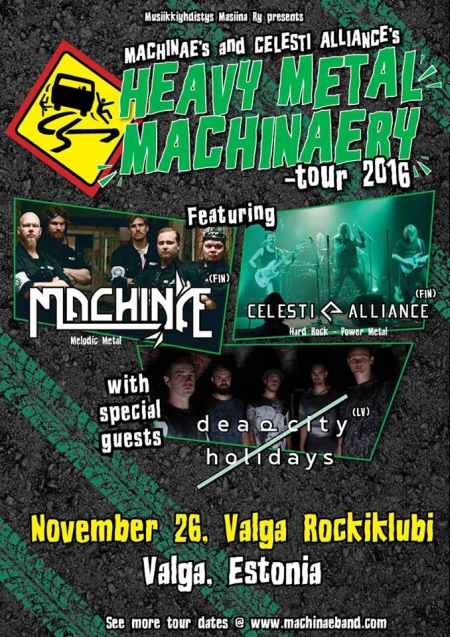 Musiikkiyhdistys Masiina Ry presents
MACHINAE's and CELESTI ALLIANCE's
HEAVY METAL
MACHINAERY
-tour 2016
Featuring
(FIN)
MACHINÆ
Melodic Metal
(FIN)
CELESTI ALLIANCE
Hard Rock - Power Metal
with
special
guests
dead city
(LV)
holidays
November 26, Valga Rockiklubi
Valga, Estonia
See more tour dates @ www.machinaeband.com